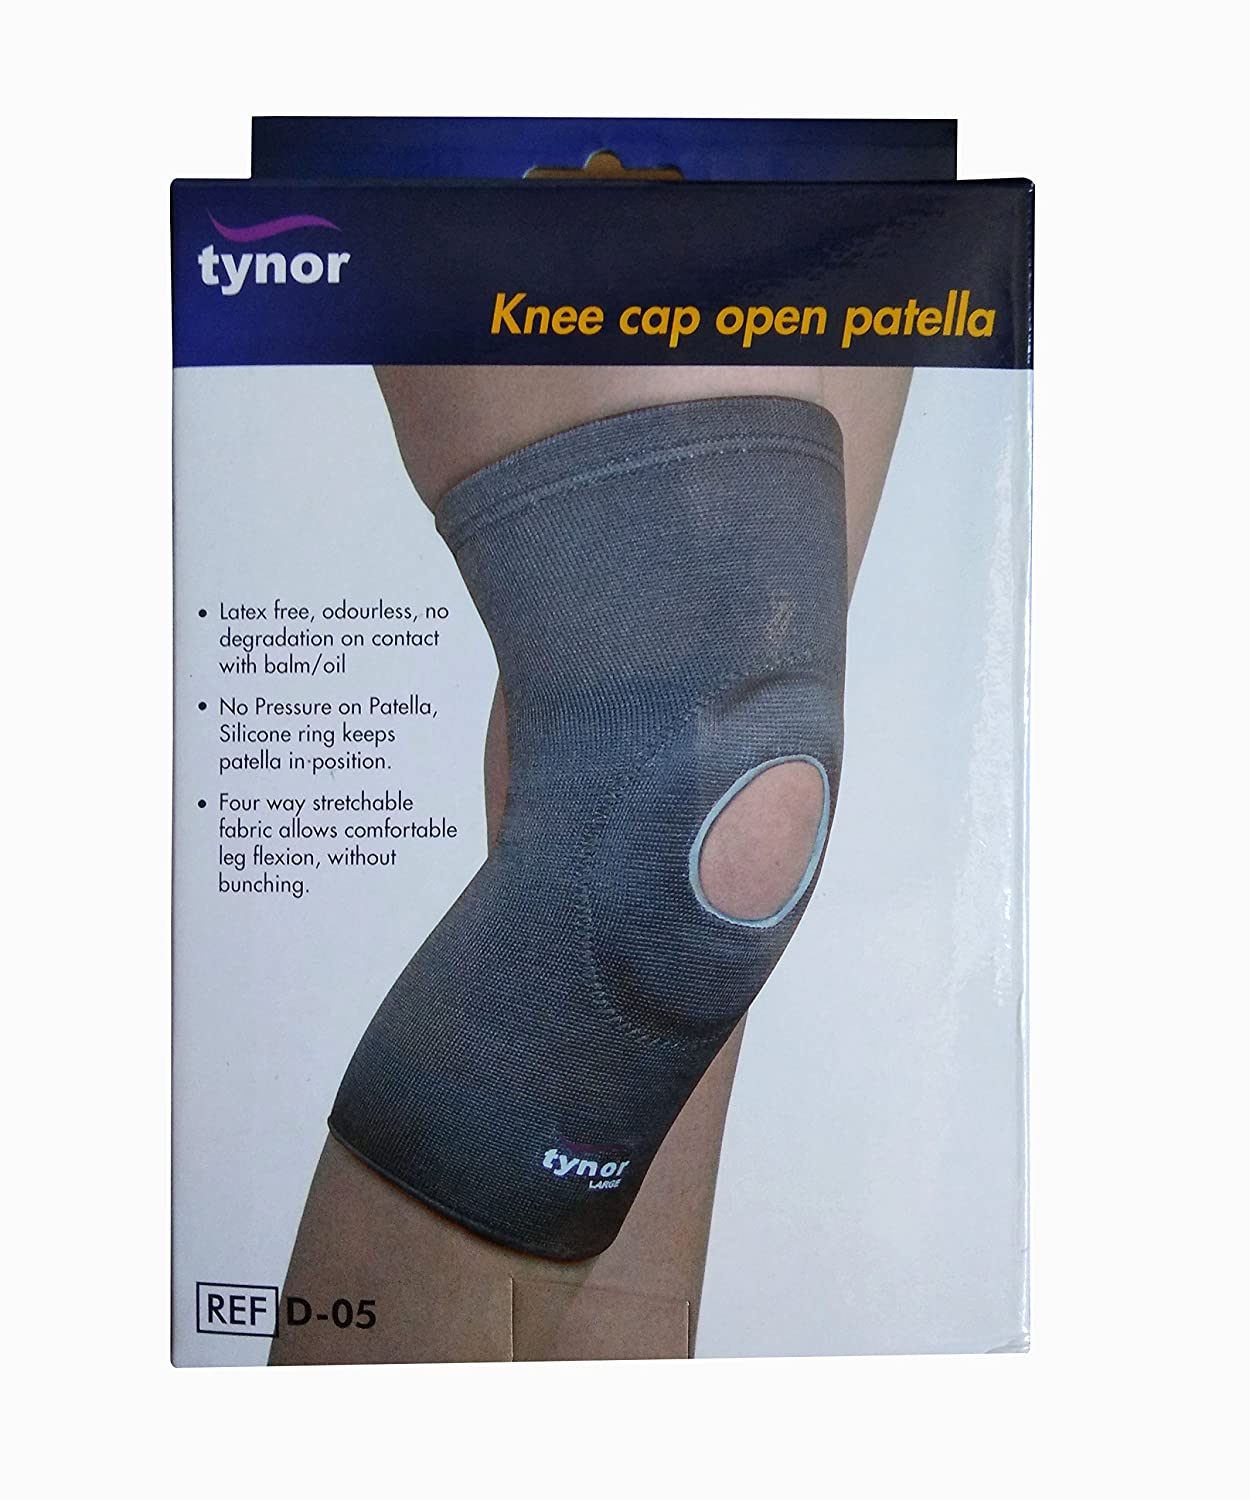 tynor
Knee cap open patella
• Latex free, odourless, no
degradation on contact
with balm/oil
• No Pressure on Patella,
Silicone ring keeps
patella in-position.
• Four way stretchable
fabric allows comfortable
leg flexion, without
bunching.
tynor
LARGE
REF D-05